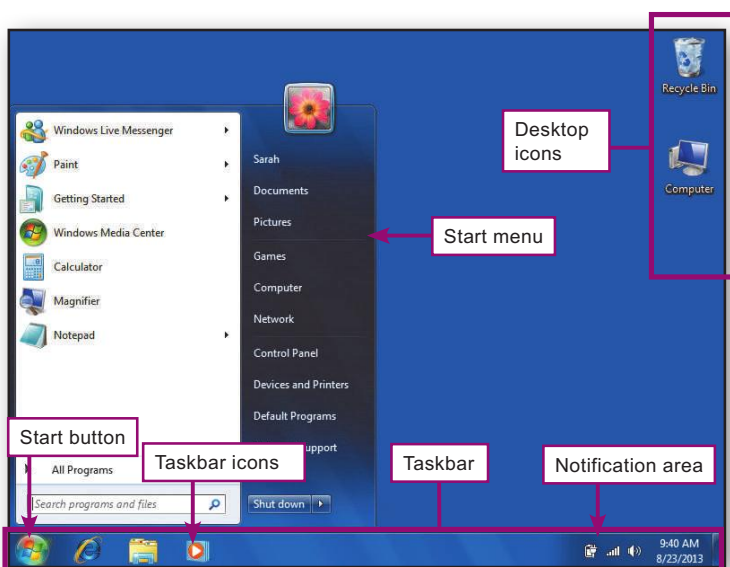 Recycle Bin
Computer
Desktop
icons
Windows Live Messenger
Paint
Getting Started
Windows Media Center
Calculator
Magnifier
Notepad
All Programs
Search programs and files
Sarah
Documents
Pictures
Games
Computer
Network
Control Panel
Devices and Printers
Default Programs
Shut down
Start menu
Start button
Taskbar icons
Taskbar
Notification area
9:40 AM
8/23/2013